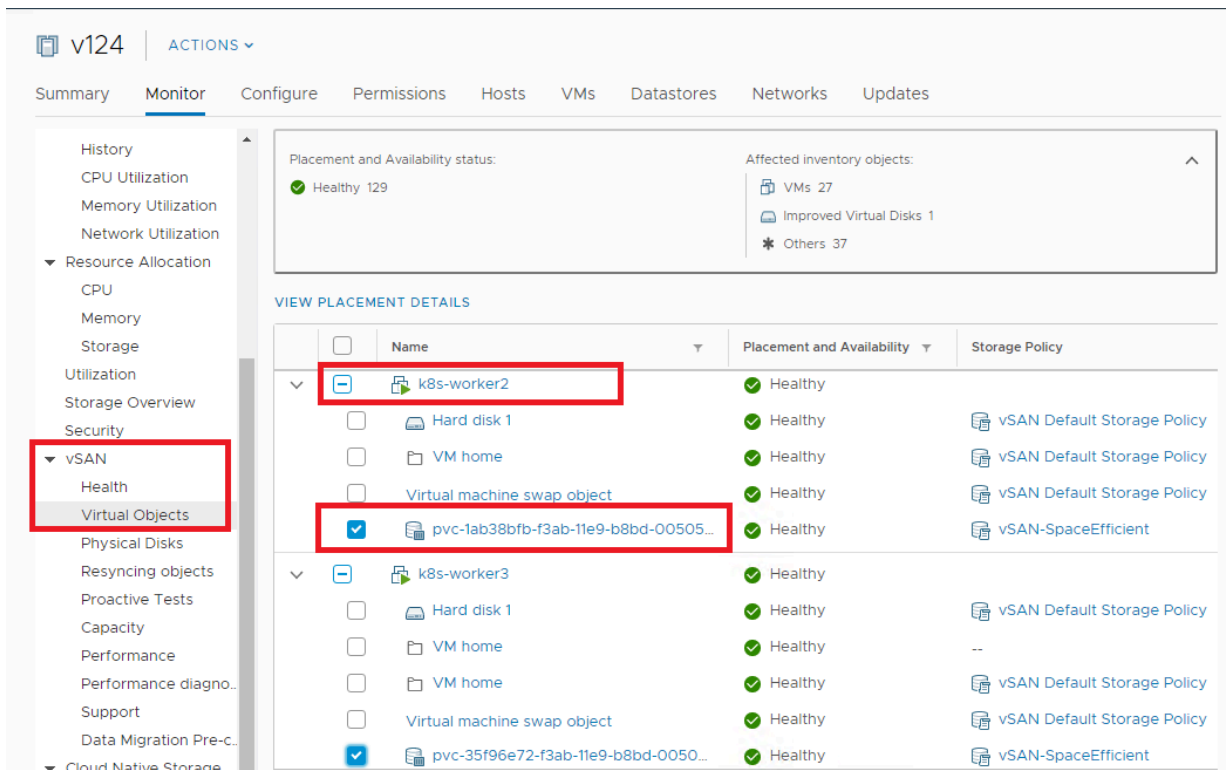 v124 ACTIONS
Summary Monitor Configure Permissions Hosts VMs Datastores Networks Updates
History
CPU Utilization
Memory Utilization
Network Utilization
Resource Allocation
CPU
Memory
Storage
Utilization
Storage Overview
Security
vSAN
Health
Virtual Objects
Physical Disks
Resyncing objects
Proactive Tests
Capacity
Performance
Performance diagno..
Support
Data Migration Pre-c..
Cloud Native Storage
Placement and Availability status:
Healthy 129
Affected inventory objects:
VMs 27
Improved Virtual Disks 1
Others 37
VIEW PLACEMENT DETAILS
Name Placement and Availability Storage Policy
k8s-worker2 Healthy
Hard disk 1 Healthy vSAN Default Storage Policy
VM home Healthy vSAN Default Storage Policy
Virtual machine swap object Healthy vSAN Default Storage Policy
pvc-1ab38bfb-f3ab-11e9-b8bd-00505... Healthy vSAN-SpaceEfficient
k8s-worker3 Healthy
Hard disk 1 Healthy vSAN Default Storage Policy
VM home Healthy --
VM home Healthy vSAN Default Storage Policy
Virtual machine swap object Healthy vSAN Default Storage Policy
pvc-35f96e72-f3ab-11e9-b8bd-0050... Healthy vSAN-SpaceEfficient